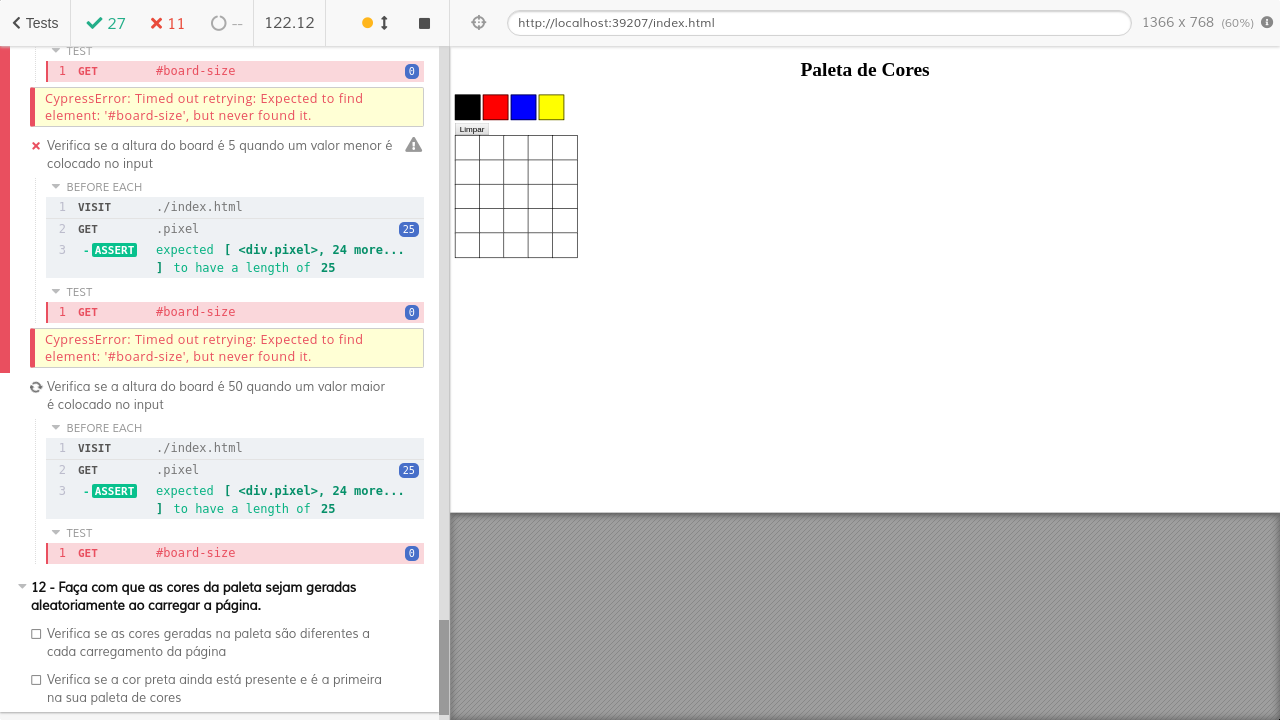 Tests
27
11
--
122.12
http://localhost:39207/index.html
1366 x 768 (60%)
TEST
1 GET #board-size 0
CypressError: Timed out retrying: Expected to find
element: '#board-size', but never found it.
Verifica se a altura do board é 5 quando um valor menor é
colocado no input
BEFORE EACH
1 VISIT ./index.html
2 GET .pixel 25
3 -ASSERT expected [ <div.pixel>, 24 more...
] to have a length of 25
TEST
1 GET #board-size 0
CypressError: Timed out retrying: Expected to find
element: '#board-size', but never found it.
Verifica se a altura do board é 50 quando um valor maior
é colocado no input
BEFORE EACH
1 VISIT ./index.html
2 GET .pixel 25
3 -ASSERT expected [ <div.pixel>, 24 more...
] to have a length of 25
TEST
1 GET #board-size 0
12 - Faça com que as cores da paleta sejam geradas
aleatoriamente ao carregar a página.
Verifica se as cores geradas na paleta são diferentes a
cada carregamento da página
Verifica se a cor preta ainda está presente e é a primeira
na sua paleta de cores
Paleta de Cores
Limpar